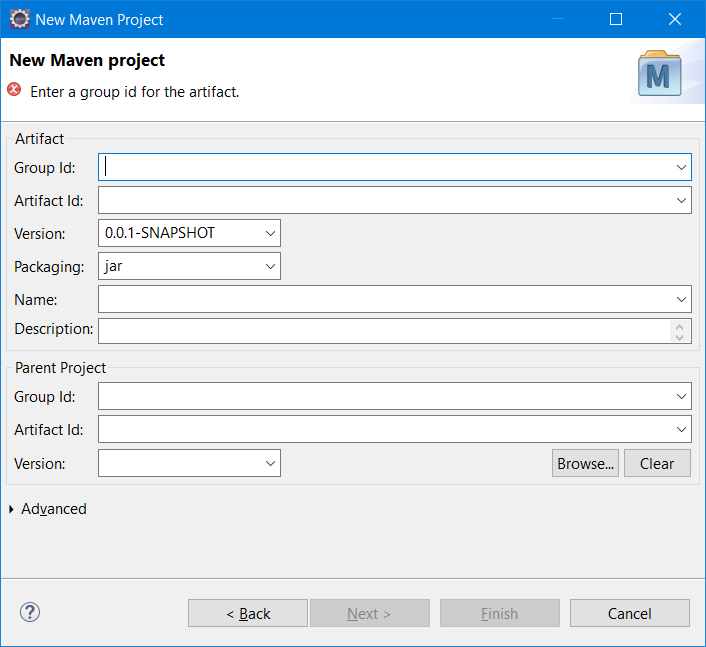 New Maven Project
New Maven project
Enter a group id for the artifact.
M
Artifact
Group Id:
Artifact Id:
Version: 0.0.1-SNAPSHOT
Packaging: jar
Name:
Description:
Parent Project
Group Id:
Artifact Id:
Version: Browse... Clear
Advanced
? < Back Next > Finish Cancel